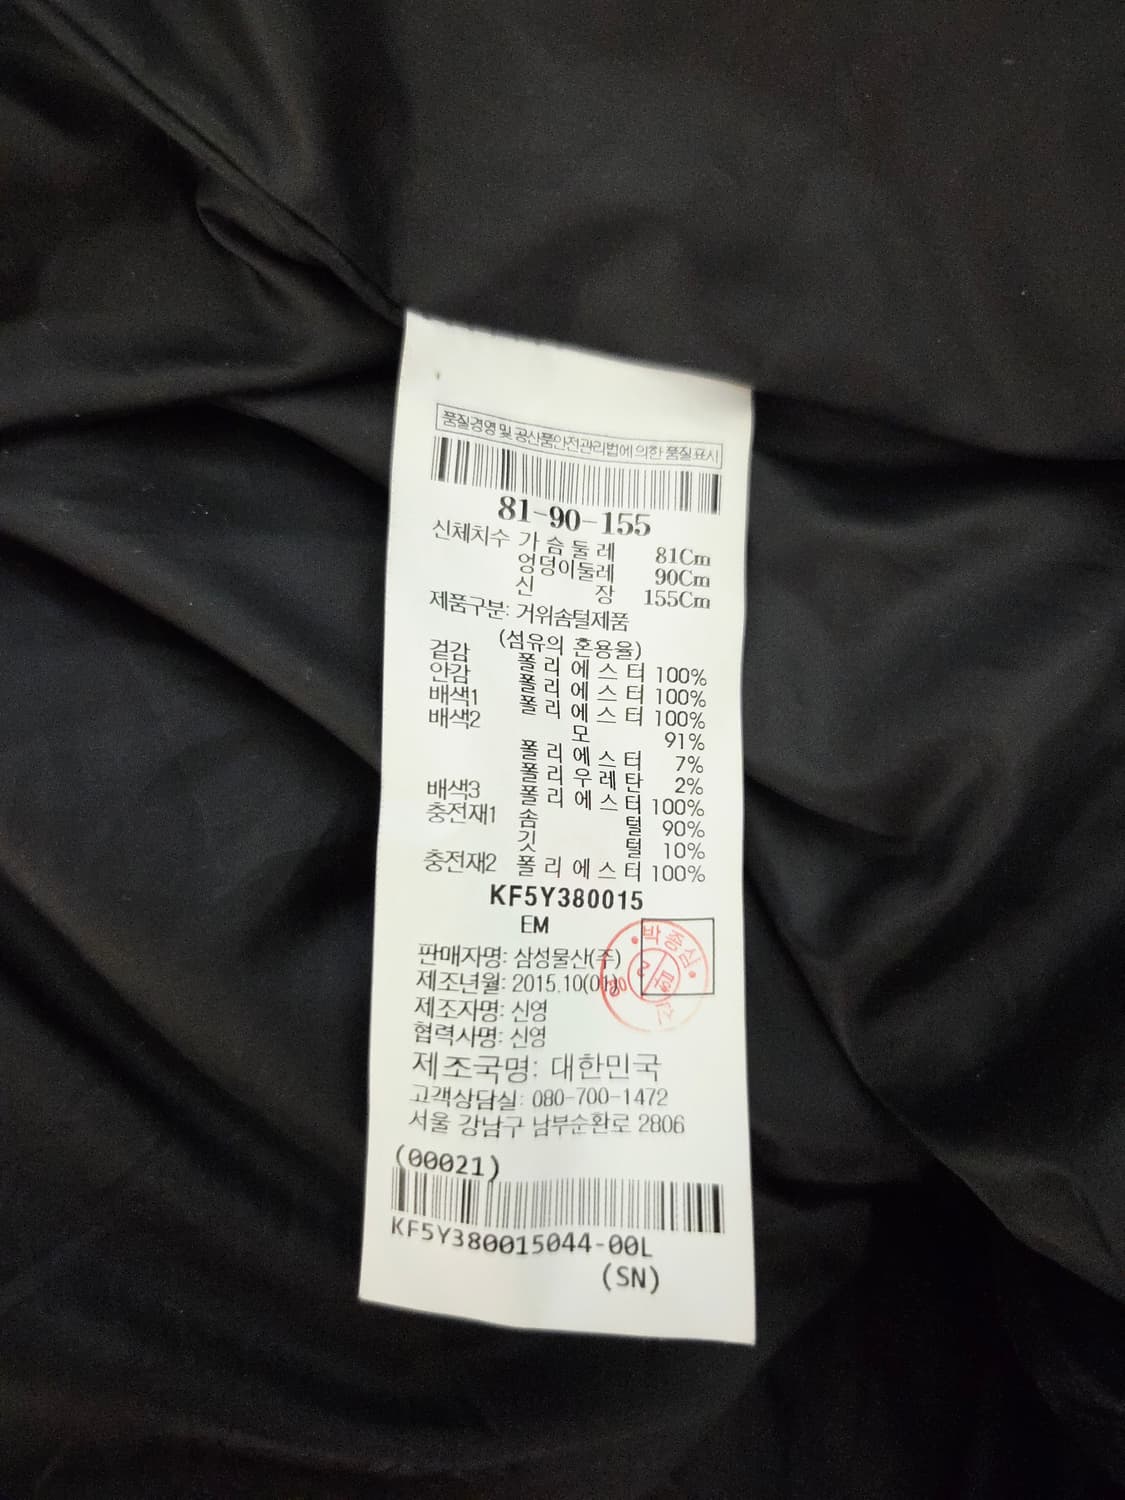 품질경영 및 공산품안전관리법에 의한 품질표시
81-90-155
신체치수 가슴둘레 81Cm
엉덩이둘레 90Cm
신장 155Cm
제품구분: 거위솜털제품
(섬유의 혼용율)
겉감 폴리에스터 100%
안감 폴리에스터 100%
배색1 폴리에스터 100%
배색2 모 91%
폴리에스터 7%
폴리우레탄 2%
배색3 폴리에스터 100%
충전재1 솜털 90%
깃털 10%
충전재2 폴리에스터 100%
KF5Y380015
EM
판매자명: 삼성물산(주)
제조년월: 2015.10
제조자명: 신영
협력사명: 신영
제조국명: 대한민국
고객상담실: 080-700-1472
서울 강남구 남부순환로 2806
(00021)
KF5Y380015044-00L
(SN)